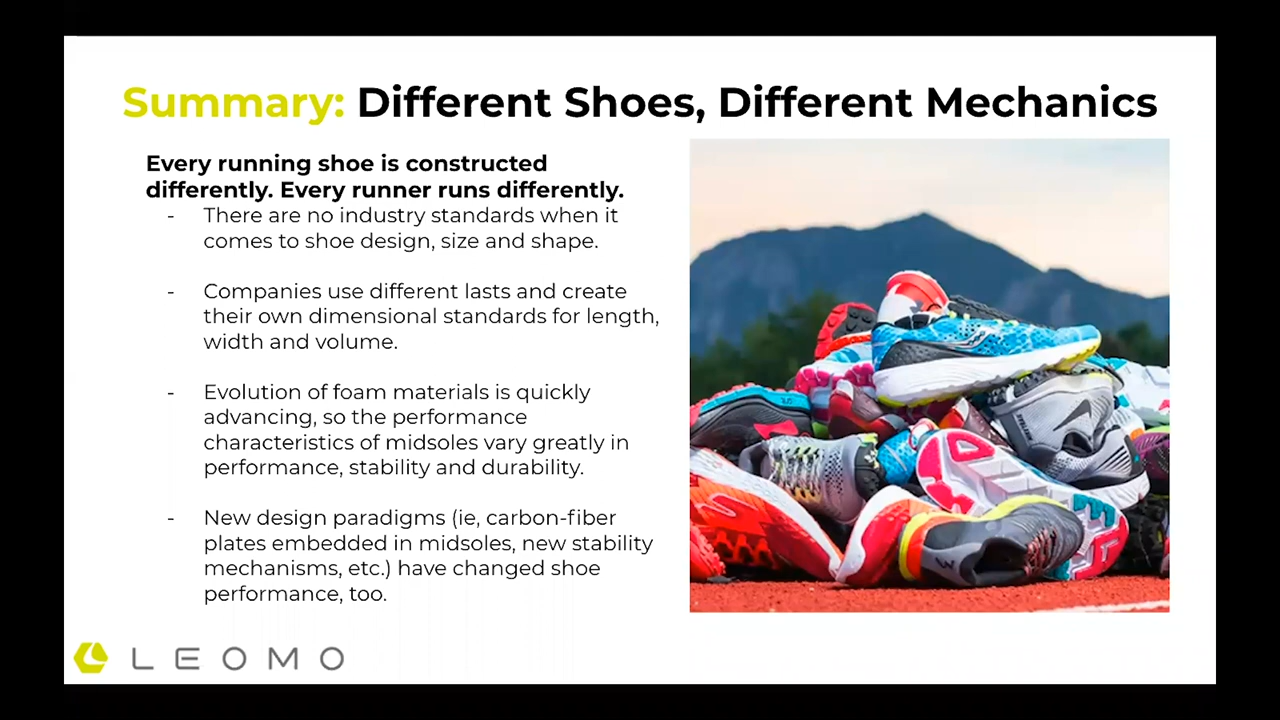 Summary: Different Shoes, Different Mechanics
Every running shoe is constructed
differently. Every runner runs differently.
- There are no industry standards when it
comes to shoe design, size and shape.
- Companies use different lasts and create
their own dimensional standards for length,
width and volume.
- Evolution of foam materials is quickly
advancing, so the performance
characteristics of midsoles vary greatly in
performance, stability and durability.
- New design paradigms (ie, carbon-fiber
plates embedded in midsoles, new stability
mechanisms, etc.) have changed shoe
performance, too.
LEOMO